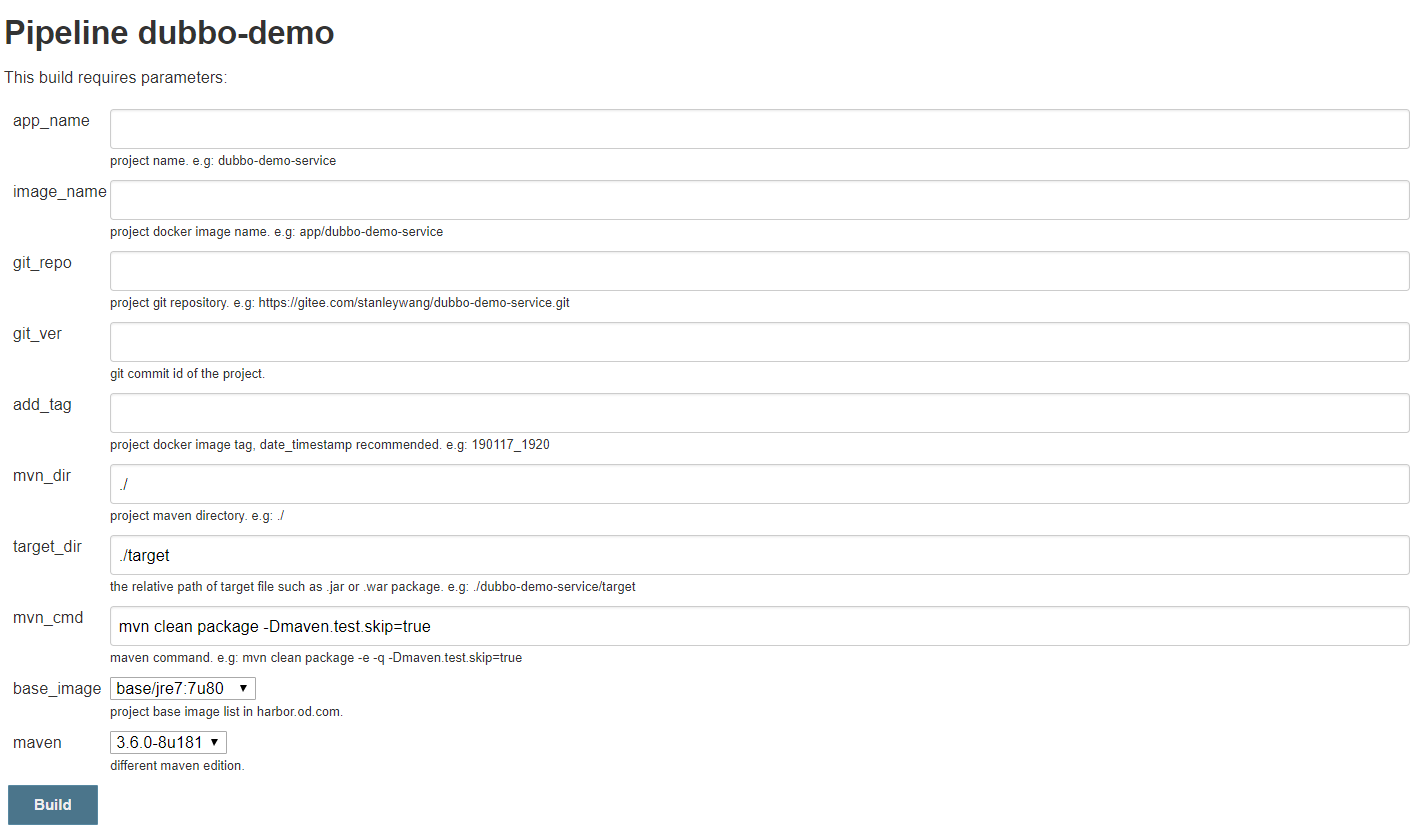 Pipeline dubbo-demo
This build requires parameters:
app_name
project name. e.g: dubbo-demo-service
image_name
project docker image name. e.g: app/dubbo-demo-service
git_repo
project git repository. e.g: https://gitee.com/stanleywang/dubbo-demo-service.git
git_ver
git commit id of the project.
add_tag
project docker image tag, date_timestamp recommended. e.g: 190117_1920
mvn_dir ./
project maven directory. e.g: ./
target_dir ./target
the relative path of target file such as .jar or .war package. e.g: ./dubbo-demo-service/target
mvn_cmd mvn clean package -Dmaven.test.skip=true
maven command. e.g: mvn clean package -e -q -Dmaven.test.skip=true
base_image base/jre7:7u80
project base image list in harbor.od.com.
maven 3.6.0-8u181
different maven edition.
Build